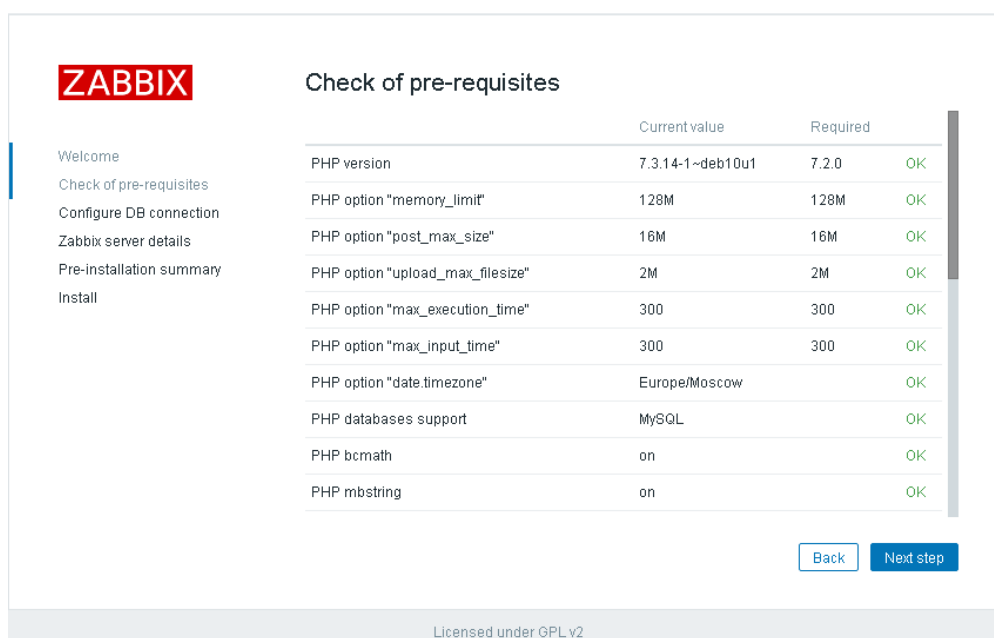 ZABBIX
Check of pre-requisites
Welcome
Check of pre-requisites
Configure DB connection
Zabbix server details
Pre-installation summary
Install
Current value Required
PHP version 7.3.14-1~deb10u1 7.2.0 OK
PHP option "memory_limit" 128M 128M OK
PHP option "post_max_size" 16M 16M OK
PHP option "upload_max_filesize" 2M 2M OK
PHP option "max_execution_time" 300 300 OK
PHP option "max_input_time" 300 300 OK
PHP option "date.timezone" Europe/Moscow OK
PHP databases support MySQL OK
PHP bcmath on OK
PHP mbstring on OK
Back Next step
Licensed under GPL v2